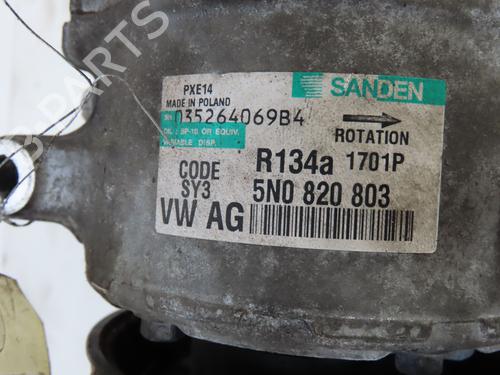 PXE14
SANDEN
MADE IN POLAND
S/N 035264069B4
OIL : SP-10 OR EQUIV.
VARIABLE DISP.
ROTATION
CODE
SY3
R134a 1701P
5N0 820 803
VW AG